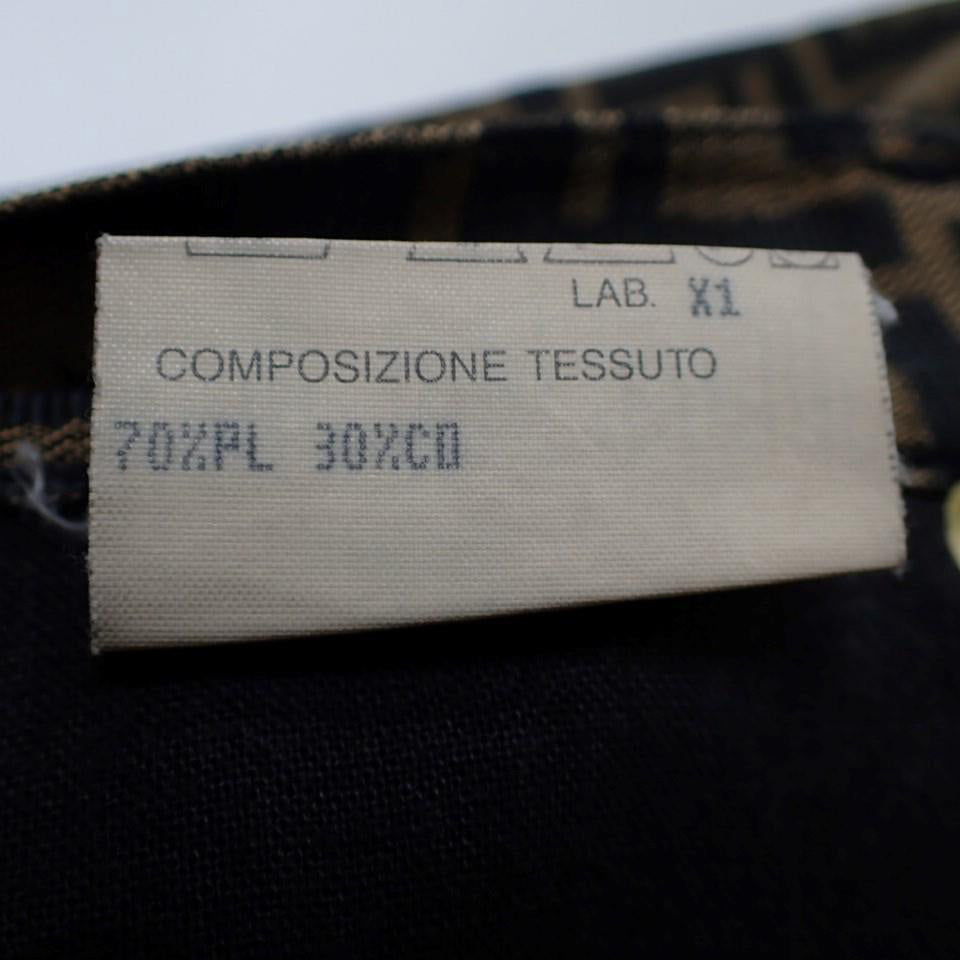 LAB. X1
COMPOSIZIONE TESSUTO
70%PL 30%CO